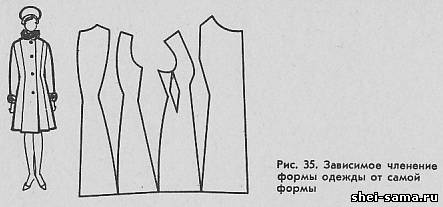 Рис. 35. Зависимое членение
формы одежды от самой
формы
shei-sama.ru